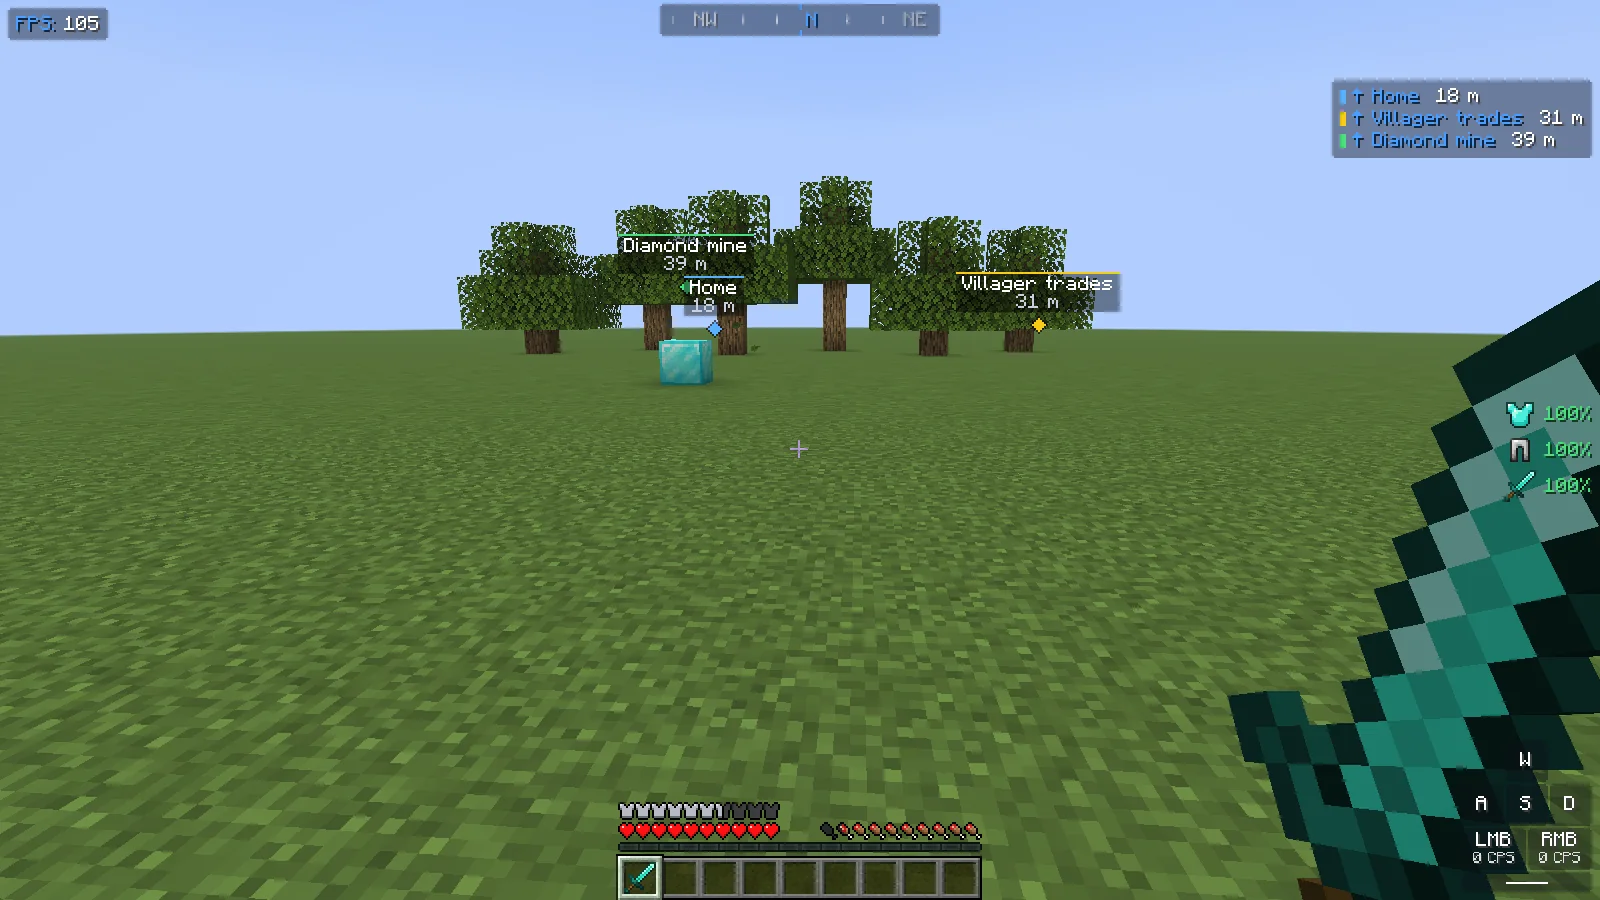 FPS: 105
NW N NE
↑ Home 18 m
↑ Villager trades 31 m
↑ Diamond mine 39 m
Diamond mine
39 m
Home
18 m
Villager trades
31 m
100%
100%
100%
W
A S D
LMB RMB
0 CPS 0 CPS